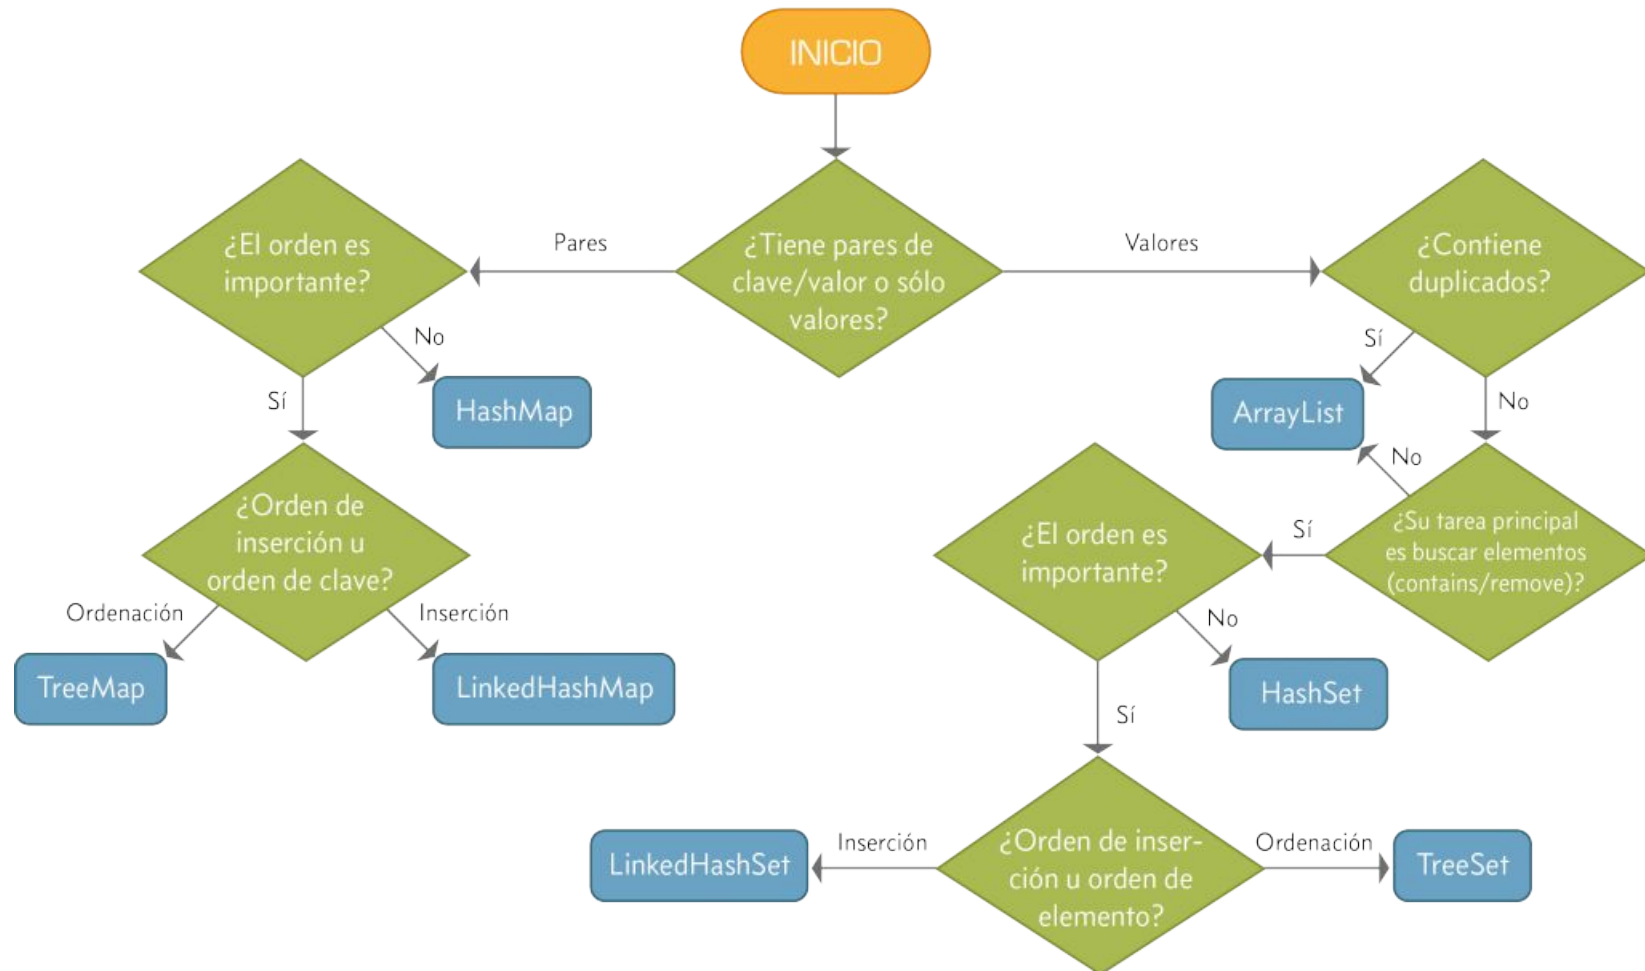 INICIO
¿El orden es
importante?
Pares
¿Tiene pares de
clave/valor o sólo
valores?
Valores
¿Contiene
duplicados?
No
Sí
Sí
HashMap
ArrayList
No
No
¿Orden de
inserción u
orden de clave?
¿El orden es
importante?
Sí
¿Su tarea principal
es buscar elementos
(contains/remove)?
Ordenación
Inserción
No
TreeMap
LinkedHashMap
HashSet
Sí
LinkedHashSet
Inserción
¿Orden de inser-
ción u orden de
elemento?
Ordenación
TreeSet